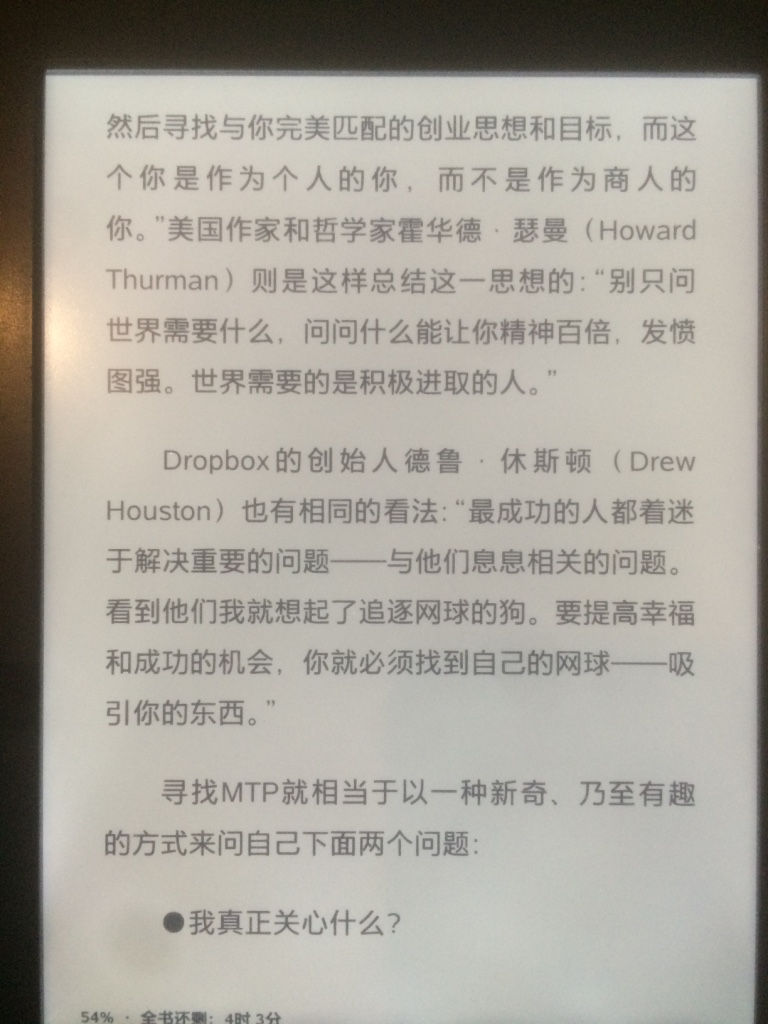 然后寻找与你完美匹配的创业思想和目标，而这
个你是作为个人的你，而不是作为商人的
你。”美国作家和哲学家霍华德·瑟曼（Howard
Thurman）则是这样总结这一思想的：“别只问
世界需要什么，问问什么能让你精神百倍，发愤
图强。世界需要的是积极进取的人。”
Dropbox的创始人德鲁·休斯顿（Drew
Houston）也有相同的看法：“最成功的人都着迷
于解决重要的问题——与他们息息相关的问题。
看到他们我就想起了追逐网球的狗。要提高幸福
和成功的机会，你就必须找到自己的网球——吸
引你的东西。”
寻找MTP就相当于以一种新奇、乃至有趣
的方式来问自己下面两个问题：
●我真正关心什么？
54% · 全书还剩：4时 3分